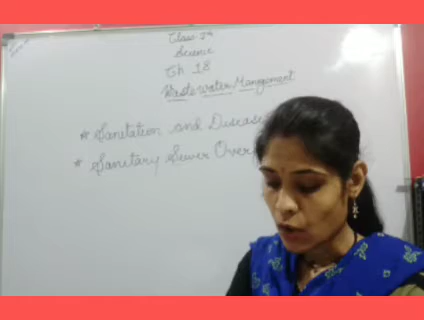 Class-7th
Science
Ch 18
Waste water Management
* Sanitation and Disease
* Sanitary Sewer Over